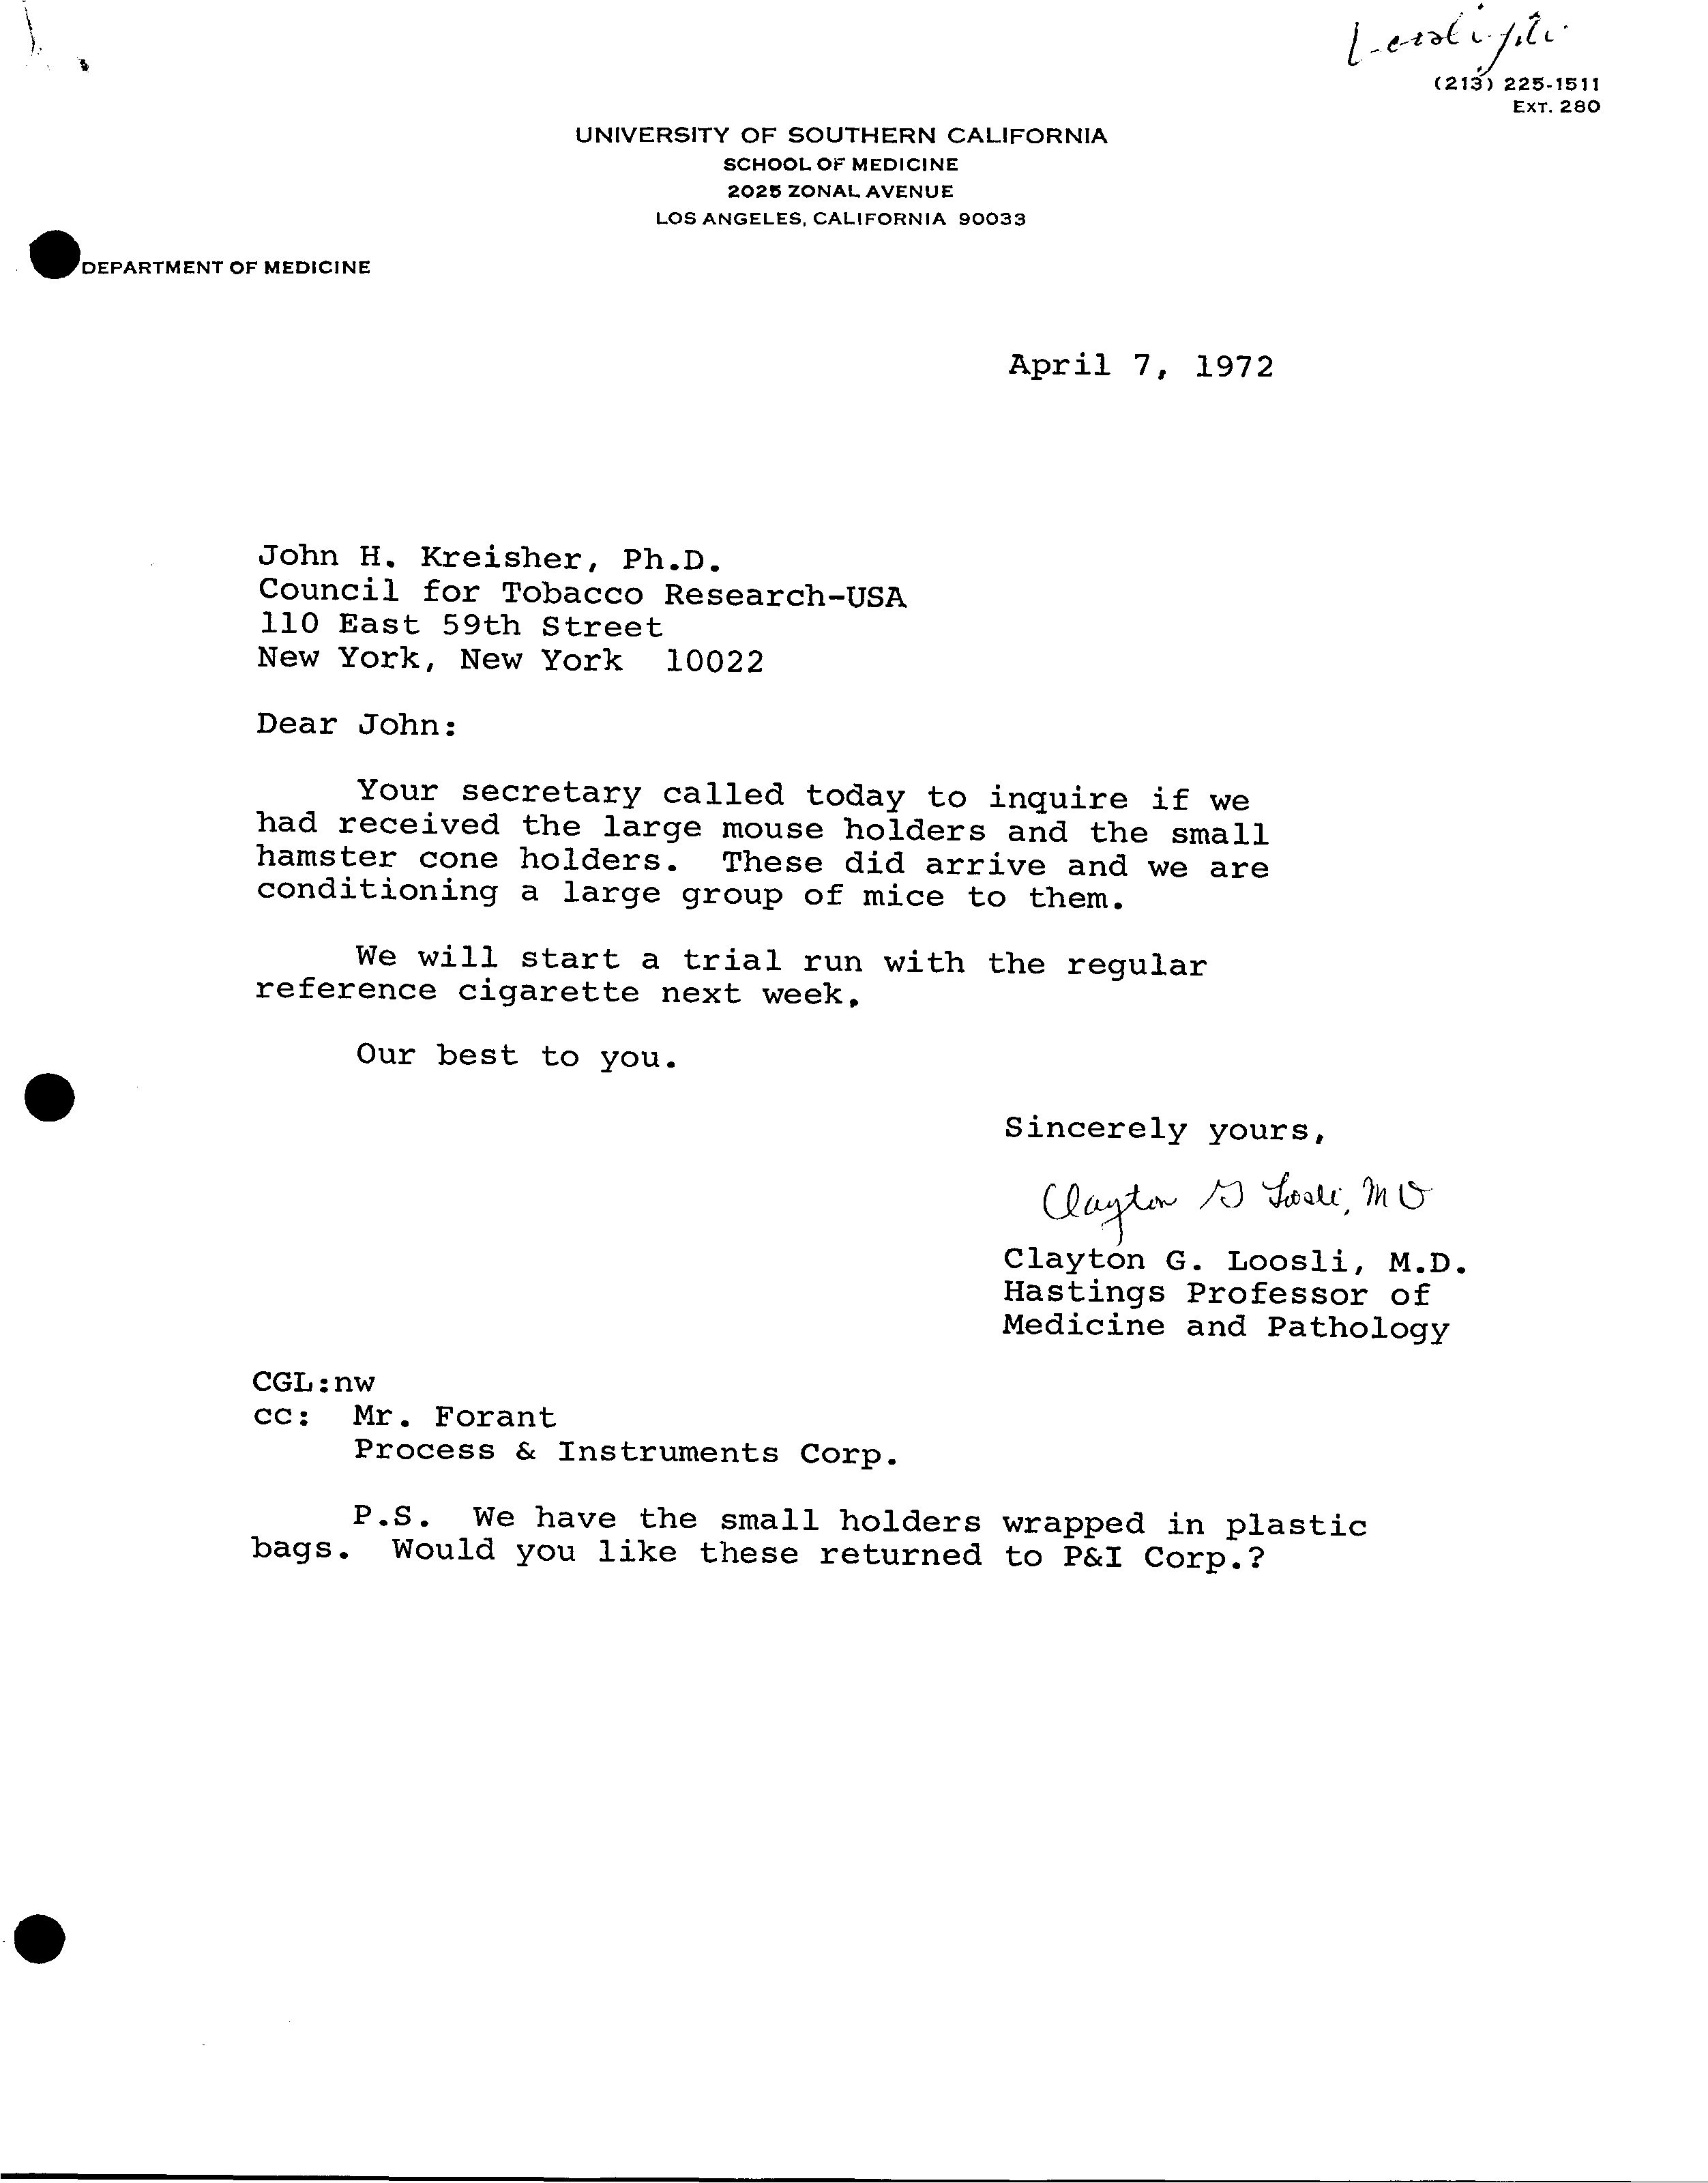 (213) 225-1511
EXT. 280
UNIVERSITY OF SOUTHERN CALIFORNIA
SCHOOL OF MEDICINE
2025 ZONAL AVENUE
LOS ANGELES, CALIFORNIA 90033
DEPARTMENT OF MEDICINE
April 7, 1972
John H. Kreisher, Ph.D.
Council for Tobacco Research-USA
110 East 59th Street
New York, New York 10022
Dear John:
Your secretary called today to inquire if we
had received the large mouse holders and the small
hamster cone holders. These did arrive and we are
conditioning a large group of mice to them.
We will start a trial run with the regular
reference cigarette next week.
Our best to you.
Sincerely yours,
Clayton G Loosli, MD
Clayton G. Loosli, M.D.
Hastings Professor of
Medicine and Pathology
CGL:nw
cc: Mr. Forant
Process & Instruments Corp.
P.S. We have the small holders wrapped in plastic
bags. Would you like these returned to P&I Corp.?